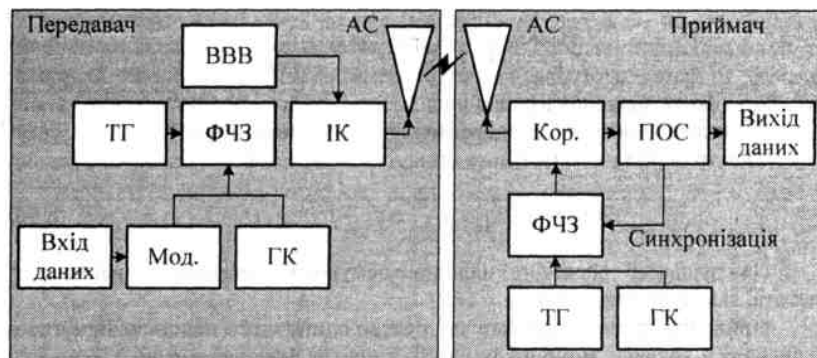 Передавач
АС
ВВВ
ТГ
ФЧЗ
ІК
Вхід
даних
Мод.
ГК
АС
Приймач
Кор.
ПОС
Вихід
даних
ФЧЗ
Синхронізація
ТГ
ГК